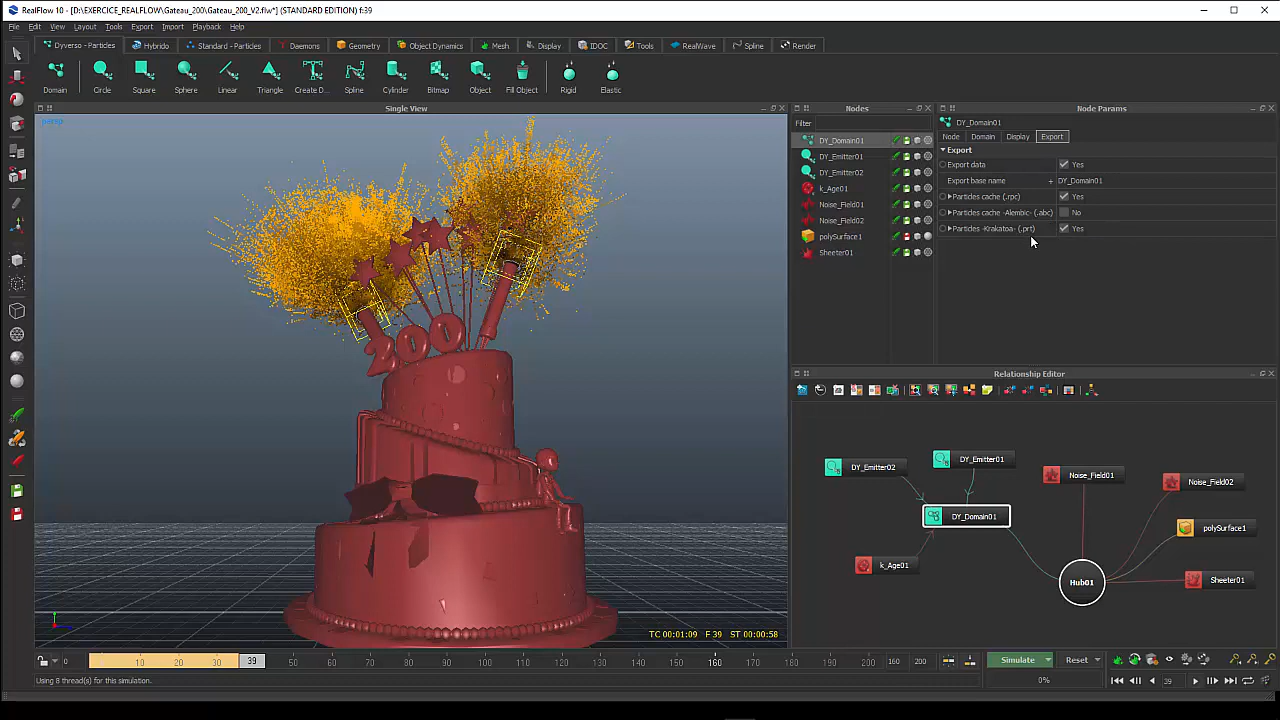 RealFlow 10 - [D:\EXERCICE_REALFLOW\Gateau_200\Gateau_200_V2.flw*] (STANDARD EDITION) f:39
File Edit View Layout Tools Export Import Playback Help
Dyverso - Particles Hybrido Standard - Particles Daemons Geometry Object Dynamics Mesh Display IDOC Tools RealWave Spline Render
Domain Circle Square Sphere Linear Triangle Create D... Spline Cylinder Bitmap Object Fill Object Rigid Elastic
Single View
persp
TC 00:01:09 F 39 ST 00:00:58
200
Nodes
Filter
DY_Domain01
DY_Emitter01
DY_Emitter02
k_Age01
Noise_Field01
Noise_Field02
polySurface1
Sheeter01
Node Params
DY_Domain01
Node Domain Display Export
Export
Export data Yes
Export base name + DY_Domain01
Particles cache (.rpc) Yes
Particles cache -Alembic- (.abc) No
Particles -Krakatoa- (.prt) Yes
Relationship Editor
DY_Emitter02
DY_Emitter01
Noise_Field01
Noise_Field02
DY_Domain01
polySurface1
k_Age01
Hub01
Sheeter01
0 10 20 30 39 50 60 70 80 90 100 110 120 130 140 150 160 170 180 190 200 160 200
Simulate Reset
Using 8 thread(s) for this simulation.
0% 39